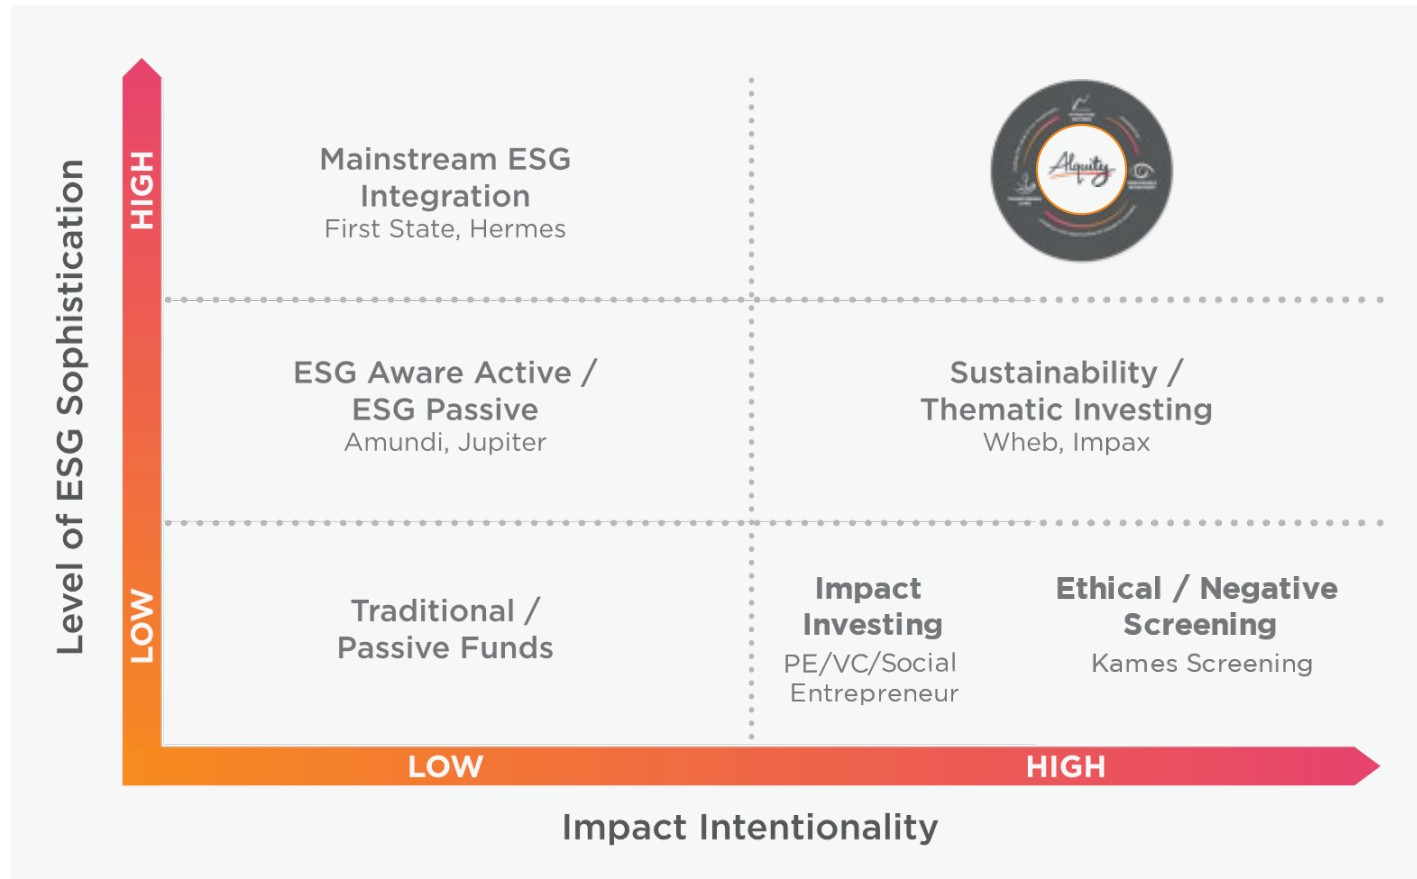 Level of ESG Sophistication
HIGH
LOW
Mainstream ESG
Integration
First State, Hermes
Alquity
ESG Aware Active /
ESG Passive
Amundi, Jupiter
Sustainability /
Thematic Investing
Wheb, Impax
Traditional /
Passive Funds
Impact
Investing
PE/VC/Social
Entrepreneur
Ethical / Negative
Screening
Kames Screening
LOW
HIGH
Impact Intentionality